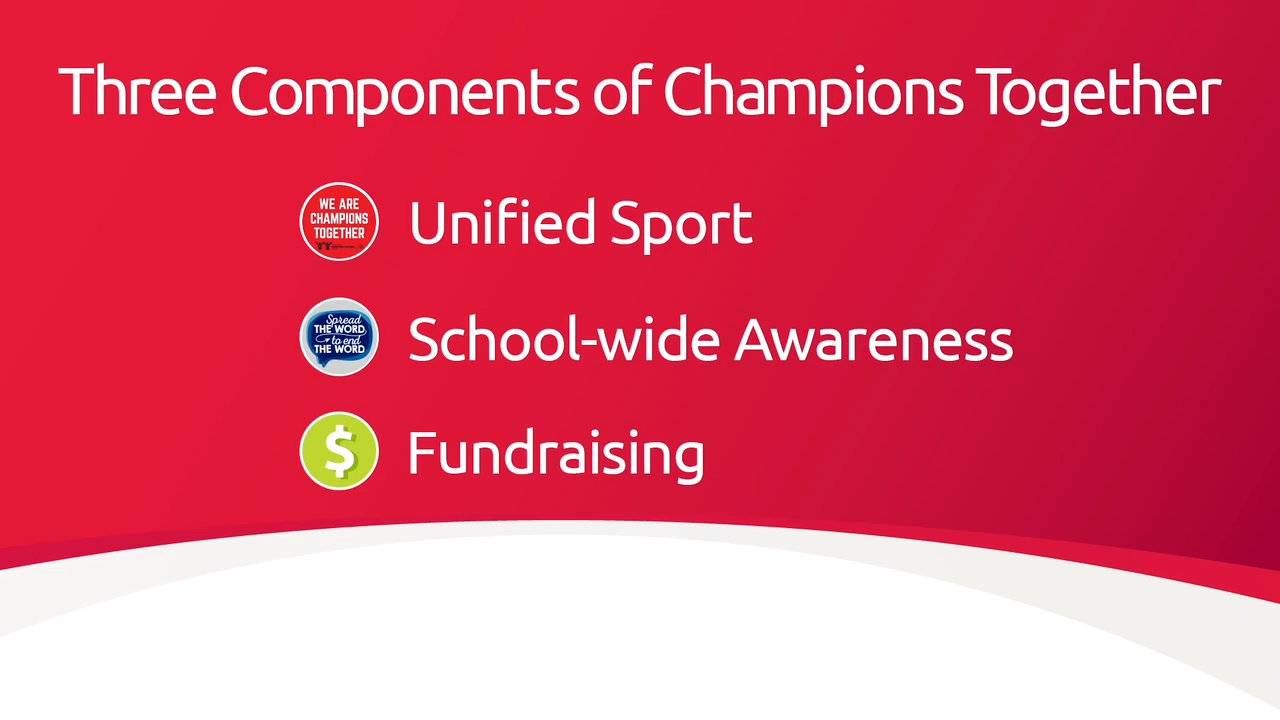 Three Components of Champions Together
WE ARE
CHAMPIONS
TOGETHER
Unified Sport
Spread
THE WORD
to end
THE WORD
School-wide Awareness
$
Fundraising